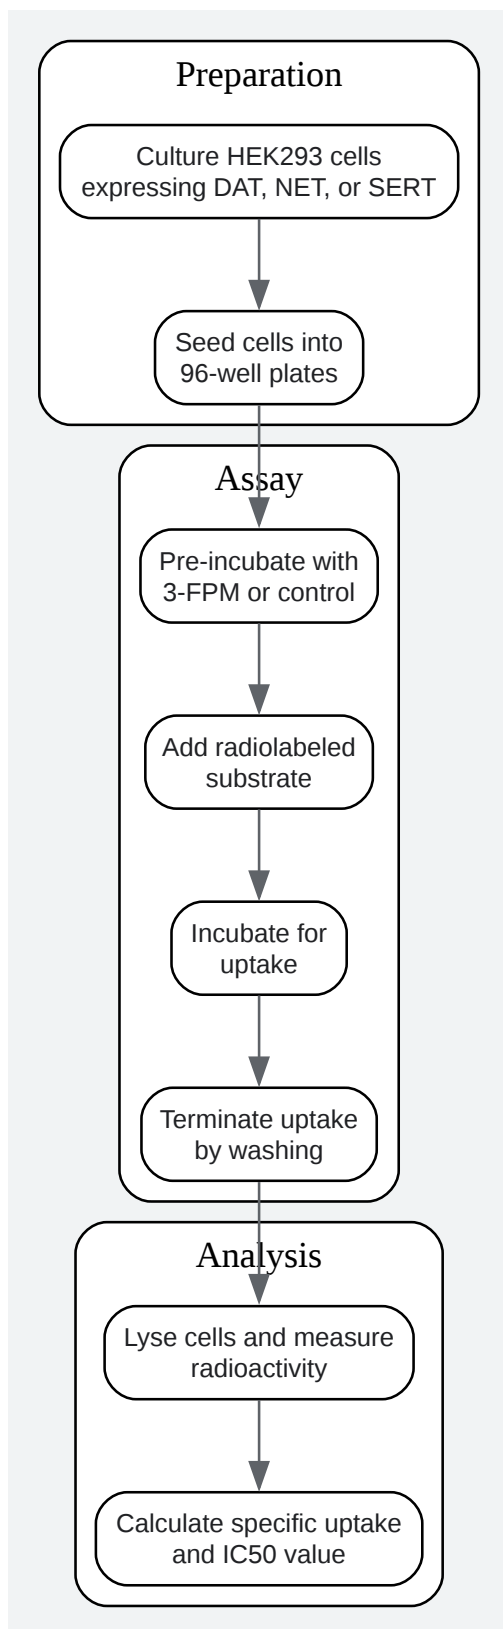 Preparation
Culture HEK293 cells
expressing DAT, NET, or SERT
Seed cells into
96-well plates
Assay
Pre-incubate with
3-FPM or control
Add radiolabeled
substrate
Incubate for
uptake
Terminate uptake
by washing
Analysis
Lyse cells and measure
radioactivity
Calculate specific uptake
and IC50 value